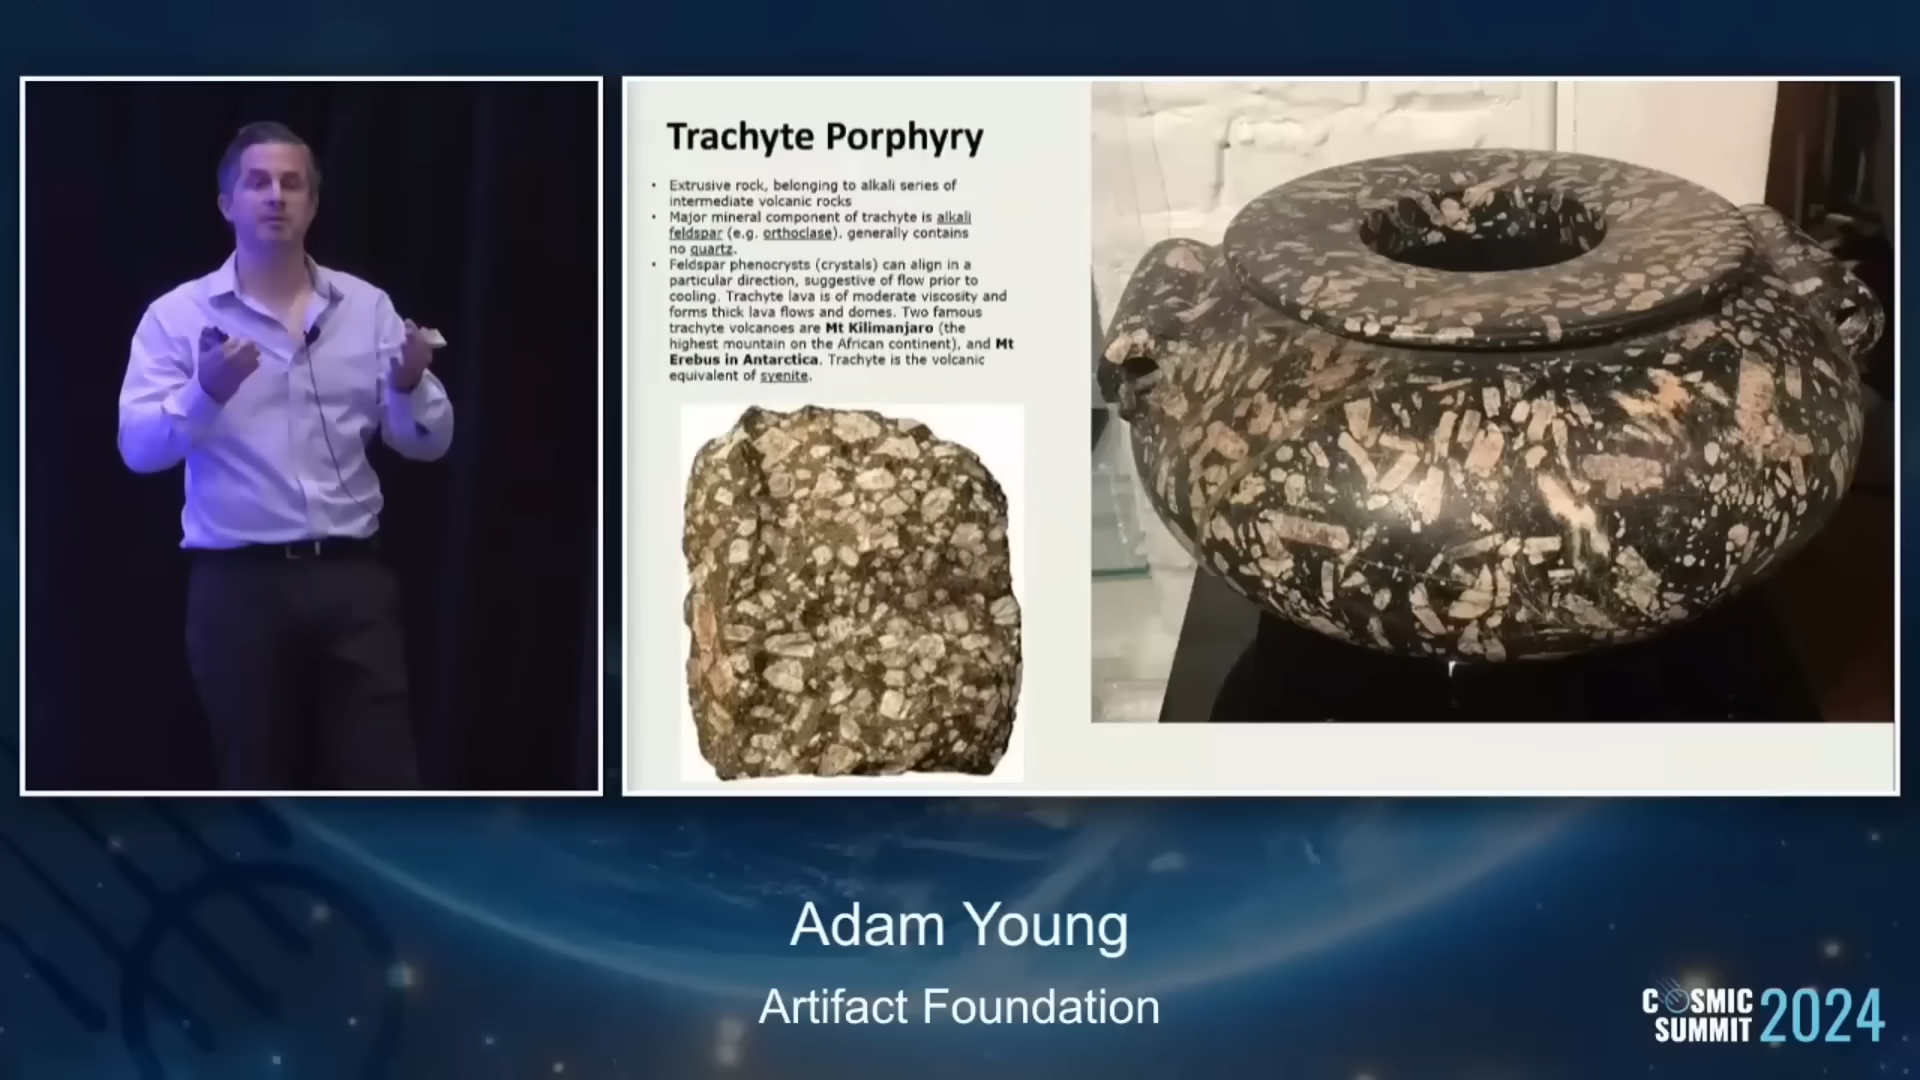 Trachyte Porphyry
• Extrusive rock, belonging to alkali series of
intermediate volcanic rocks
• Major mineral component of trachyte is alkali
feldspar (e.g. orthoclase), generally contains
no quartz.
• Feldspar phenocrysts (crystals) can align in a
particular direction, suggestive of flow prior to
cooling. Trachyte lava is of moderate viscosity and
forms thick lava flows and domes. Two famous
trachyte volcanoes are Mt Kilimanjaro (the
highest mountain on the African continent), and Mt
Erebus in Antarctica. Trachyte is the volcanic
equivalent of syenite.
Adam Young
Artifact Foundation
COSMIC
SUMMIT 2024